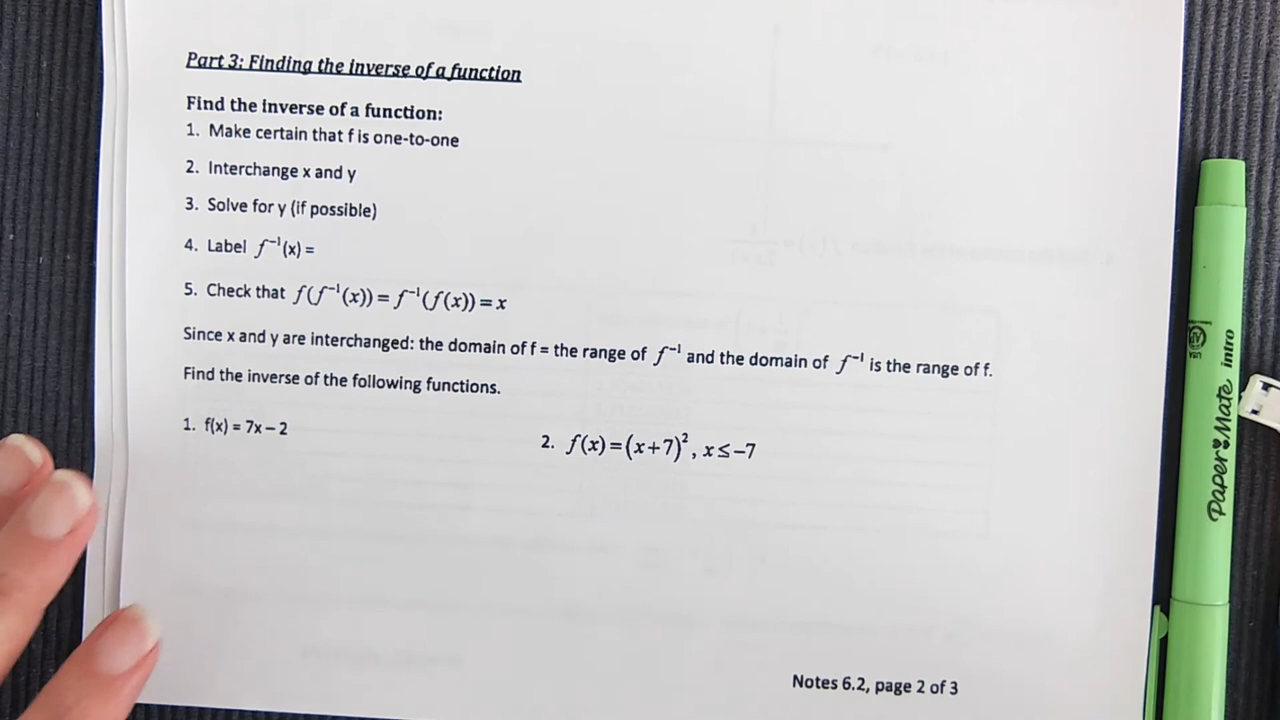 Part 3: Finding the inverse of a function
Find the inverse of a function:
1. Make certain that f is one-to-one
2. Interchange x and y
3. Solve for y (if possible)
4. Label f⁻¹(x) =
5. Check that f(f⁻¹(x)) = f⁻¹(f(x)) = x
Since x and y are interchanged: the domain of f = the range of f⁻¹ and the domain of f⁻¹ is the range of f.
Find the inverse of the following functions.
1. f(x) = 7x – 2
2. f(x) = (x+7)², x ≤ –7
Notes 6.2, page 2 of 3
Paper Mate intro
USA